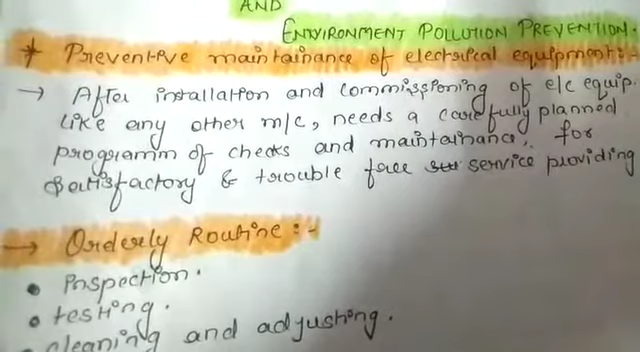 AND
ENVIRONMENT POLLUTION PREVENTION.
* Preventive maintainance of electrical equipment:-
→ After installation and commissioning of e/c equip.
like any other m/c, needs a carefully planned
programm of checks and maintainance, for
satisfactory & trouble free service providing
→ Orderly Routine:-
• inspection.
• testing.
• cleaning and adjusting.